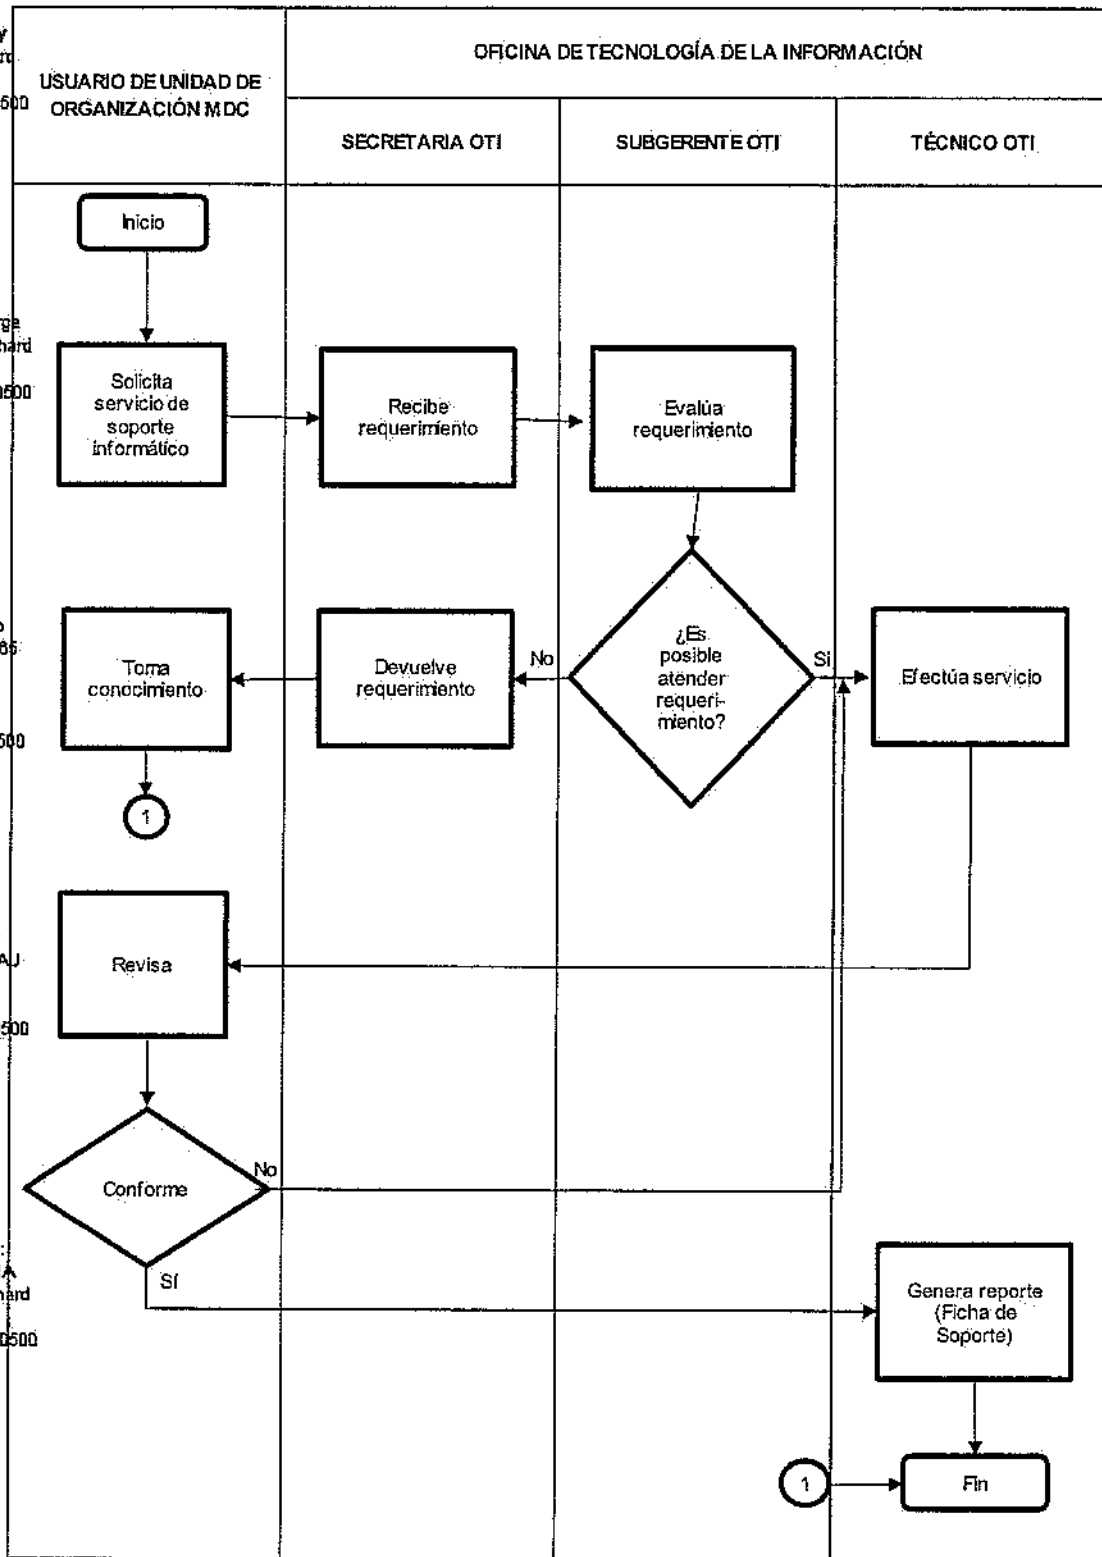 OFICINA DE TECNOLOGÍA DE LA INFORMACIÓN
USUARIO DE UNIDAD DE
ORGANIZACIÓN MDC
SECRETARIA OTI
SUBGERENTE OTI
TÉCNICO OTI
Inicio
Solicita
servicio de
soporte
informático
Recibe
requerimiento
Evalúa
requerimiento
Toma
conocimiento
Devuelve
requerimiento
No
¿Es
posible
atender
requeri-
miento?
Si
Efectúa servicio
1
Revisa
Conforme
No
Sí
Genera reporte
(Ficha de
Soporte)
1
Fin